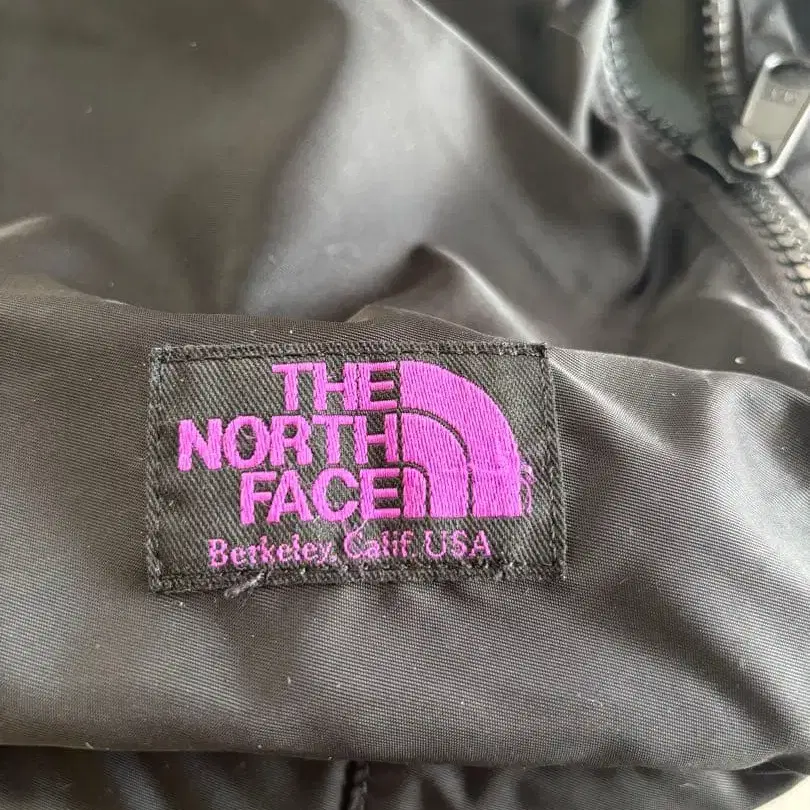 THE
NORTH
FACE
Berkeley, Calif. USA